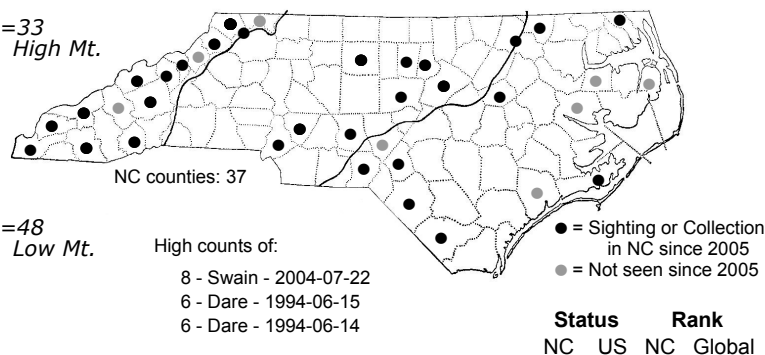 =33
High Mt.
NC counties: 37
=48
Low Mt.
High counts of:
8 - Swain - 2004-07-22
6 - Dare - 1994-06-15
6 - Dare - 1994-06-14
● = Sighting or Collection
in NC since 2005
● = Not seen since 2005
Status Rank
NC US NC Global